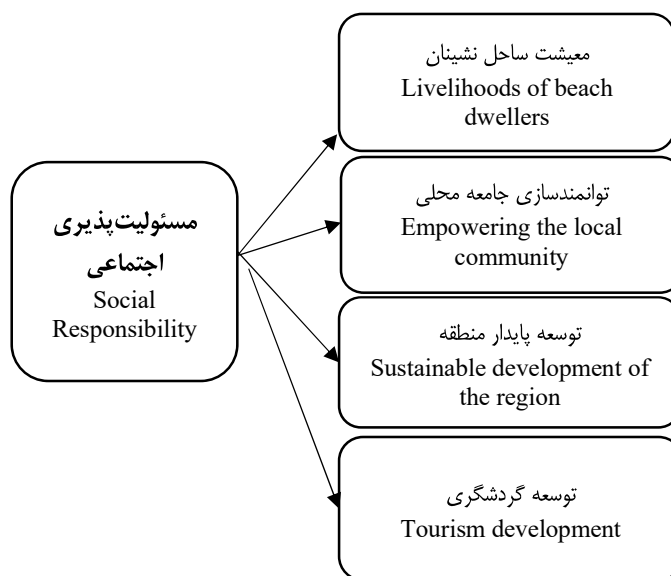 معیشت ساحل نشینان
Livelihoods of beach
dwellers
توانمندسازی جامعه محلی
Empowering the local
community
مسئولیت‌پذیری
اجتماعی
Social
Responsibility
توسعه پایدار منطقه
Sustainable development of
the region
توسعه گردشگری
Tourism development